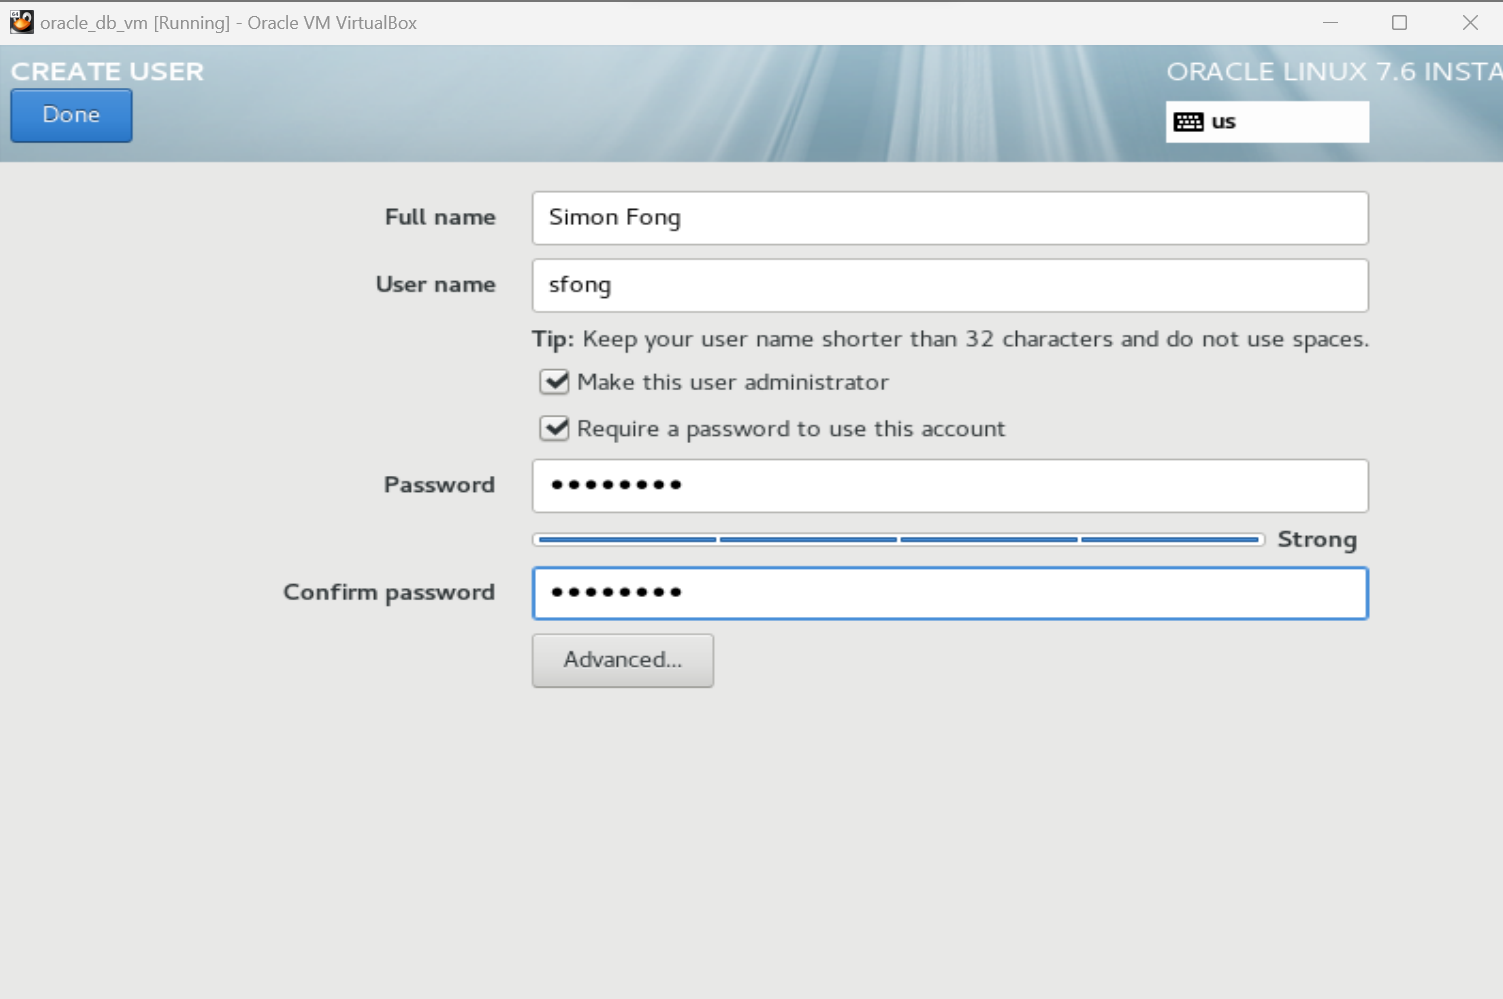 oracle_db_vm [Running] - Oracle VM VirtualBox
CREATE USER
ORACLE LINUX 7.6 INSTA
Done
us
Full name
Simon Fong
User name
sfong
Tip: Keep your user name shorter than 32 characters and do not use spaces.
Make this user administrator
Require a password to use this account
Password
••••••••
Strong
Confirm password
••••••••
Advanced...